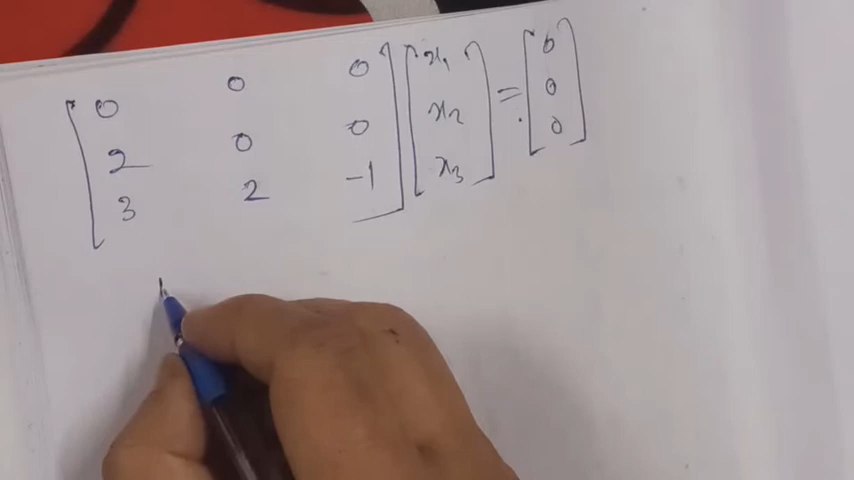 [0 0 0] [x₁] = [0]
[2 0 0] [x₂] [0]
[3 2 -1] [x₃] [0]